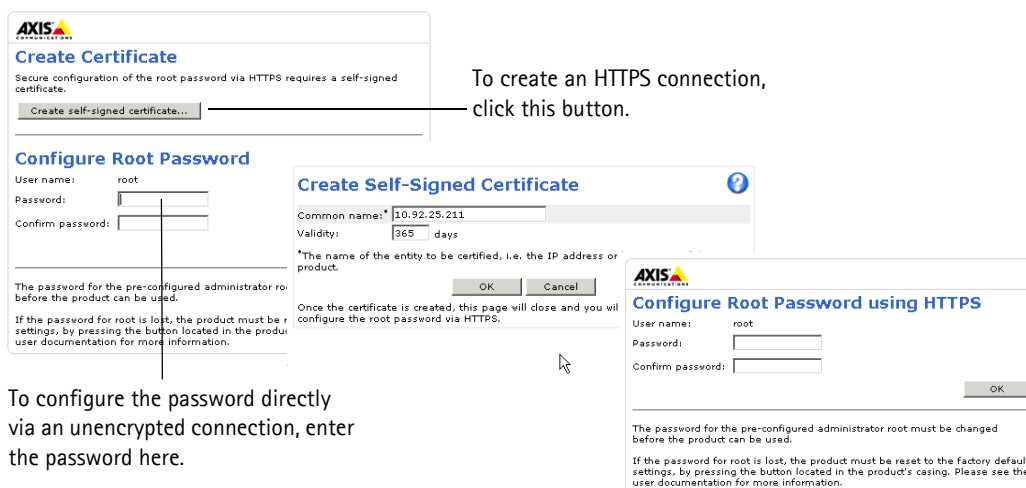 AXIS
COMMUNICATIONS
Create Certificate
Secure configuration of the root password via HTTPS requires a self-signed
certificate.
Create self-signed certificate...
To create an HTTPS connection,
click this button.
Configure Root Password
User name: root
Password:
Confirm password:
The password for the pre-configured administrator ro
before the product can be used.
If the password for root is lost, the product must be r
settings, by pressing the button located in the produc
user documentation for more information.
To configure the password directly
via an unencrypted connection, enter
the password here.
Create Self-Signed Certificate
?
Common name:* 10.92.25.211
Validity: 365 days
*The name of the entity to be certified, i.e. the IP address or
product.
OK Cancel
Once the certificate is created, this page will close and you wil
configure the root password via HTTPS.
AXIS
COMMUNICATIONS
Configure Root Password using HTTPS
User name: root
Password:
Confirm password:
OK
The password for the pre-configured administrator root must be changed
before the product can be used.
If the password for root is lost, the product must be reset to the factory default
settings, by pressing the button located in the product's casing. Please see the
user documentation for more information.